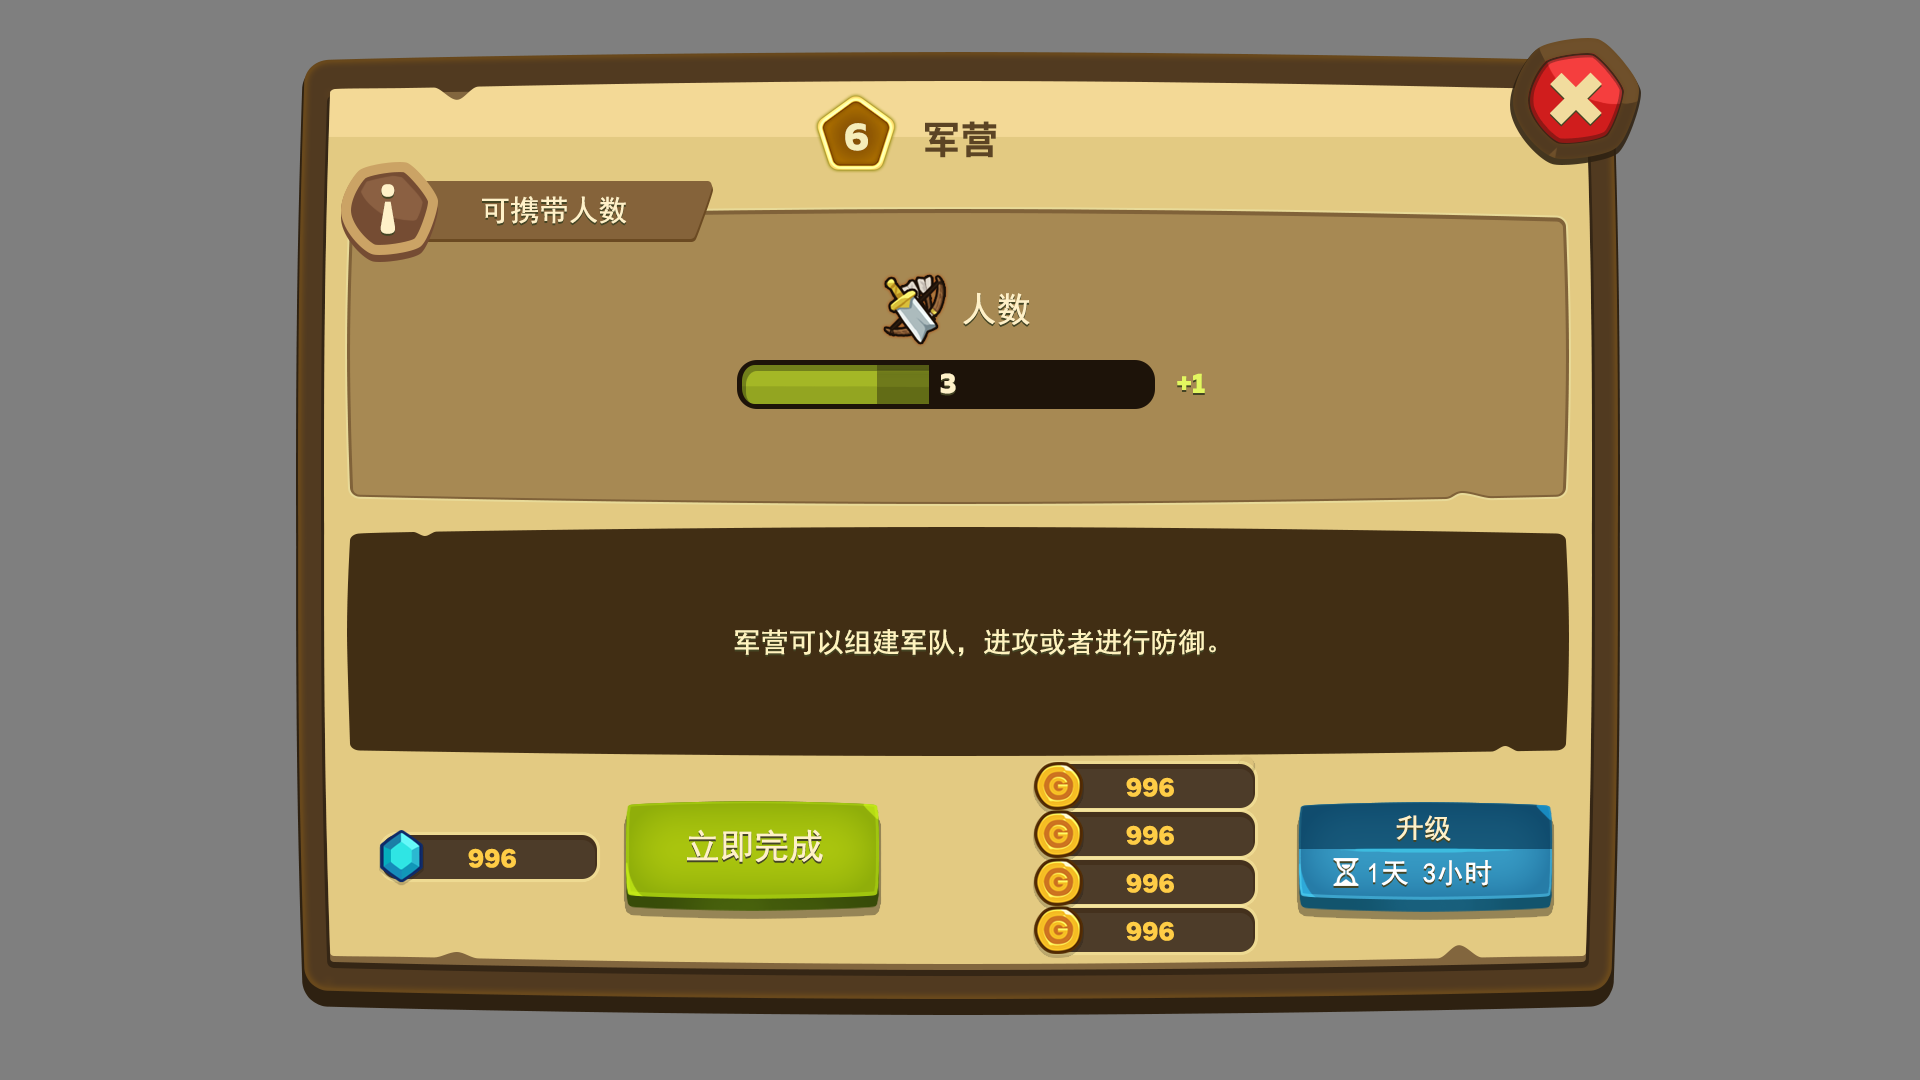 6 军营
可携带人数
人数
3 +1
军营可以组建军队，进攻或者进行防御。
996
立即完成
996
996
996
996
升级
1天 3小时